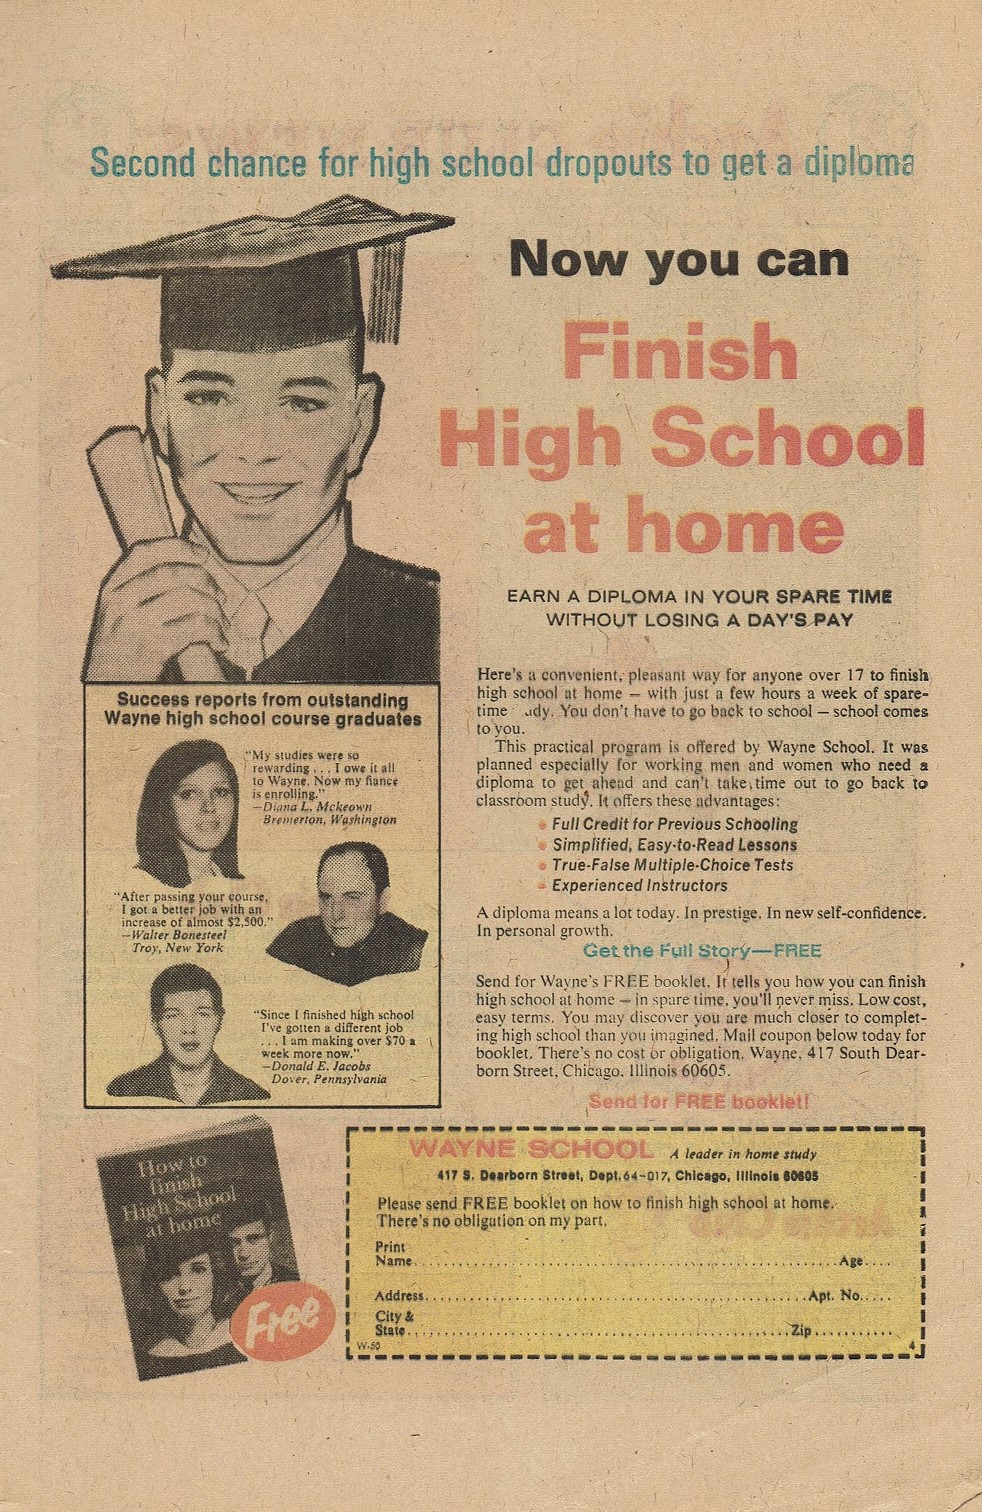 Second chance for high school dropouts to get a diploma
Now you can
Finish
High School
at home
EARN A DIPLOMA IN YOUR SPARE TIME
WITHOUT LOSING A DAY'S PAY
Here's a convenient, pleasant way for anyone over 17 to finish
high school at home — with just a few hours a week of spare-
time You don't have to go back to school — school comes
to you.
This practical program is offered by Wayne School. It was
planned especially for working men and women who need a
diploma to get ahead and can't take time out to go back to
classroom study. It offers these advantages:
• Full Credit for Previous Schooling
• Simplified, Easy-to-Read Lessons
• True-False Multiple-Choice Tests
• Experienced Instructors
A diploma means a lot today. In prestige. In new self-confidence.
In personal growth.
Get the Full Story—FREE
Send for Wayne's FREE booklet. It tells you how you can finish
high school at home — in spare time, you'll never miss. Low cost,
easy terms. You may discover you are much closer to complet-
ing high school than you imagined. Mail coupon below today for
booklet. There's no cost or obligation. Wayne, 417 South Dear-
born Street, Chicago, Illinois 60605.
Send for FREE booklet!
Success reports from outstanding
Wayne high school course graduates
"My studies were so
rewarding . . . I owe it all
to Wayne. Now my fiance
is enrolling."
—Diana L. Mckeown
Bremerton, Washington
"After passing your course,
I got a better job with an
increase of almost $2,500."
—Walter Bonesteel
Troy, New York
"Since I finished high school
I've gotten a different job
. . . I am making over $70 a
week more now."
—Donald E. Jacobs
Dover, Pennsylvania
How to
finish
High School
at home
Free
WAYNE SCHOOL A leader in home study
417 S. Dearborn Street, Dept. 64-017, Chicago, Illinois 60605
Please send FREE booklet on how to finish high school at home.
There's no obligation on my part.
Print
Name........................................Age....
Address........................................Apt. No.....
City &
State........................................Zip..........
W-50 4